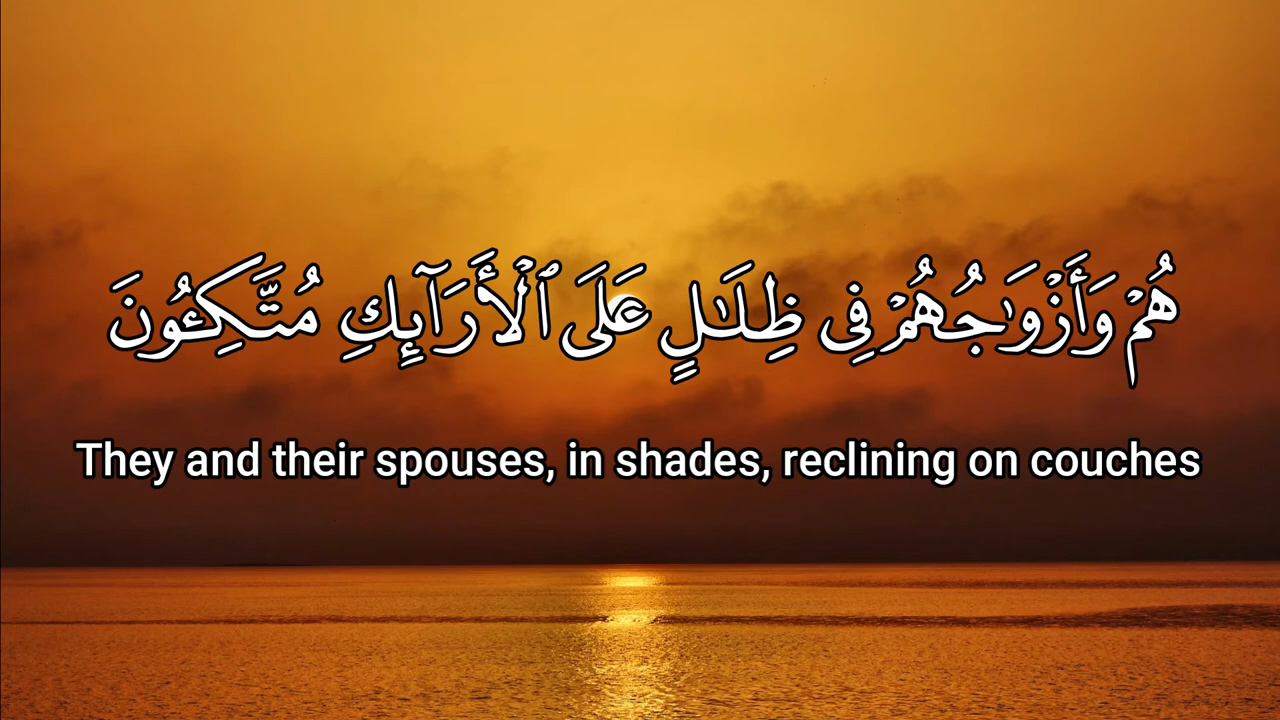 هُمْ وَأَزْوَٰجُهُمْ فِى ظِلَـٰلٍ عَلَى ٱلْأَرَآئِكِ مُتَّكِـُٔونَ
They and their spouses, in shades, reclining on couches